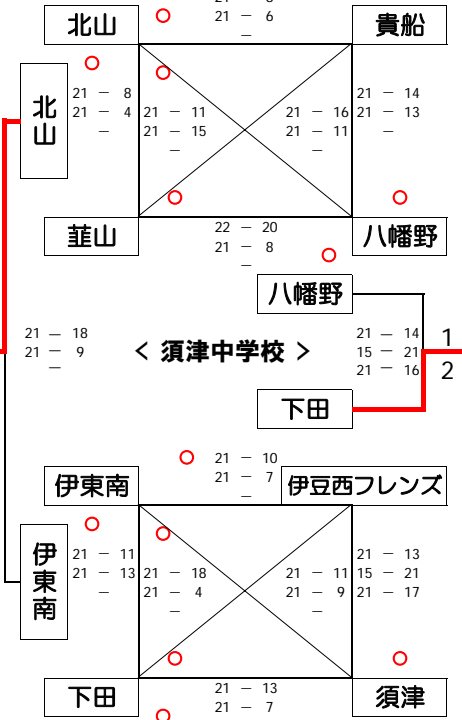 北山
21 － 6
－
貴船
北山
21 － 8
21 － 4
－
21 － 11
21 － 15
－
21 － 16
21 － 11
－
21 － 14
21 － 13
－
韮山
22 － 20
21 － 8
－
八幡野
八幡野
21 － 18
21 － 9
－
＜ 須津中学校 ＞
21 － 14
15 － 21
21 － 16
1
2
下田
伊東南
21 － 10
21 － 7
－
伊豆西フレンズ
伊東南
21 － 11
21 － 13
－
21 － 18
21 － 4
－
21 － 11
21 － 9
－
21 － 13
15 － 21
21 － 17
下田
21 － 13
21 － 7
須津